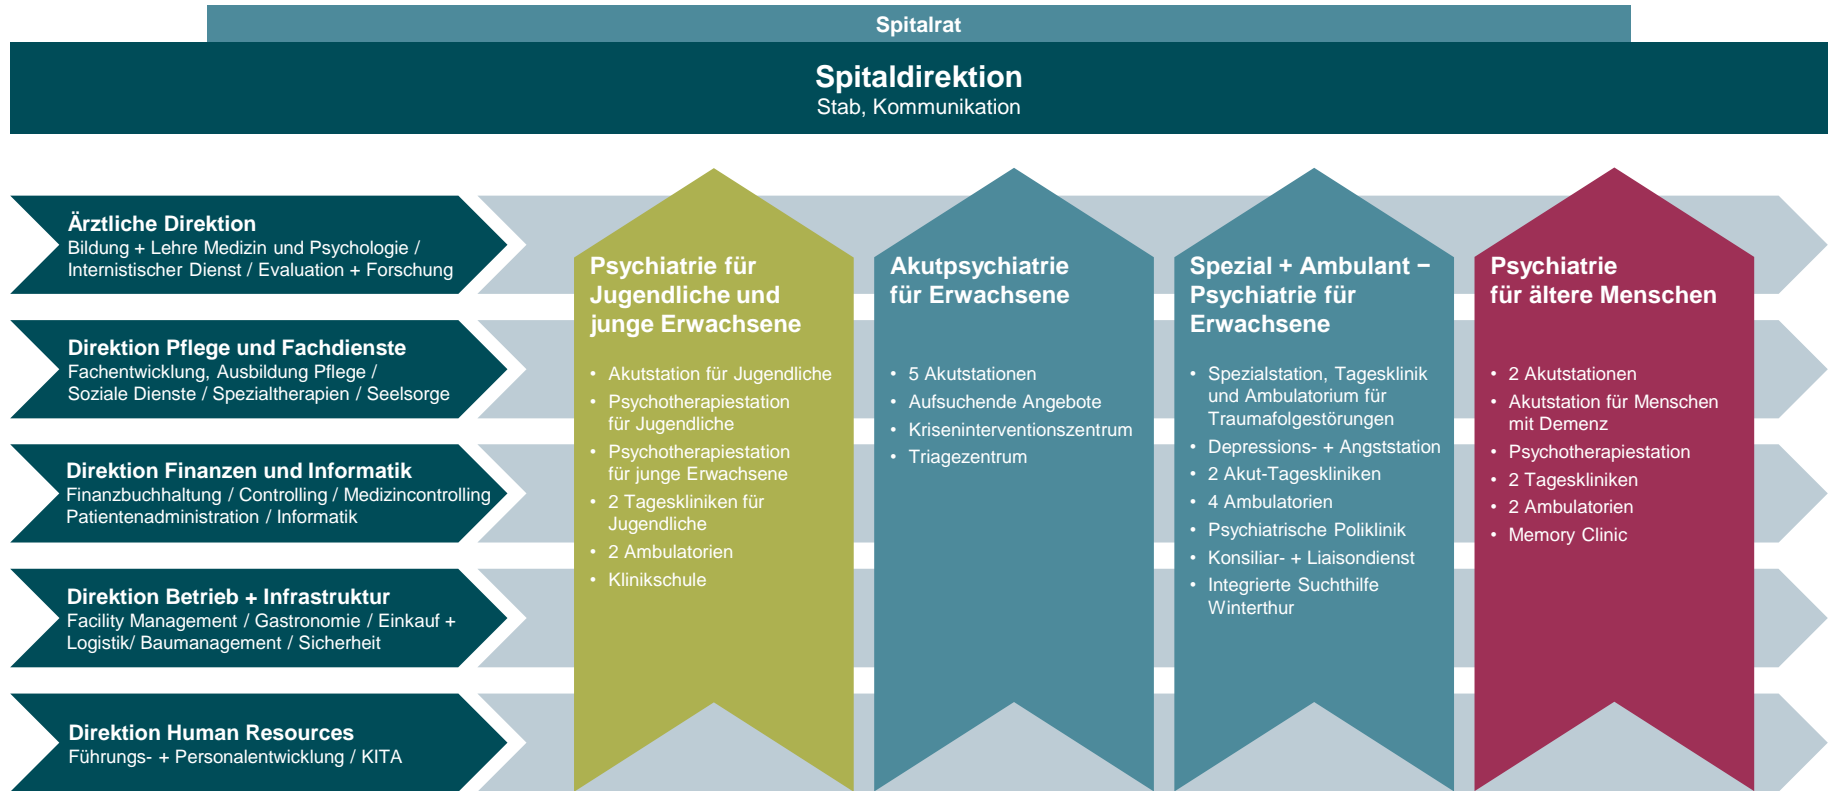 Spitalrat
Spitaldirektion
Stab, Kommunikation
Ärztliche Direktion
Bildung + Lehre Medizin und Psychologie /
Internistischer Dienst / Evaluation + Forschung
Direktion Pflege und Fachdienste
Fachentwicklung, Ausbildung Pflege /
Soziale Dienste / Spezialtherapien / Seelsorge
Direktion Finanzen und Informatik
Finanzbuchhaltung / Controlling / Medizincontrolling
Patientenadministration / Informatik
Direktion Betrieb + Infrastruktur
Facility Management / Gastronomie / Einkauf +
Logistik/ Baumanagement / Sicherheit
Direktion Human Resources
Führungs- + Personalentwicklung / KITA
Psychiatrie für
Jugendliche und
junge Erwachsene
• Akutstation für Jugendliche
• Psychotherapiestation
für Jugendliche
• Psychotherapiestation
für junge Erwachsene
• 2 Tageskliniken für
Jugendliche
• 2 Ambulatorien
• Klinikschule
Akutpsychiatrie
für Erwachsene
• 5 Akutstationen
• Aufsuchende Angebote
• Kriseninterventionszentrum
• Triagezentrum
Spezial + Ambulant −
Psychiatrie für
Erwachsene
• Spezialstation, Tagesklinik
und Ambulatorium für
Traumafolgestörungen
• Depressions- + Angststation
• 2 Akut-Tageskliniken
• 4 Ambulatorien
• Psychiatrische Poliklinik
• Konsiliar- + Liaisondienst
• Integrierte Suchthilfe
Winterthur
Psychiatrie
für ältere Menschen
• 2 Akutstationen
• Akutstation für Menschen
mit Demenz
• Psychotherapiestation
• 2 Tageskliniken
• 2 Ambulatorien
• Memory Clinic